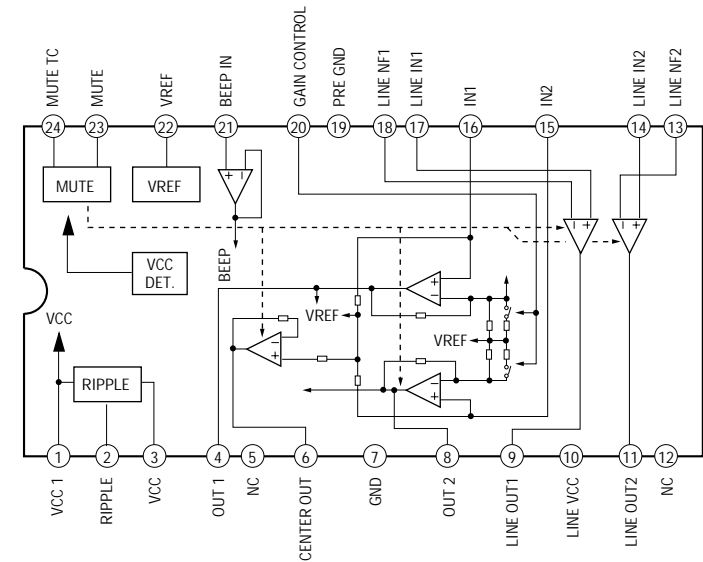 MUTE TC
MUTE
VREF
BEEP IN
GAIN CONTROL
PRE GND
LINE NF1
LINE IN1
IN1
IN2
LINE IN2
LINE NF2
24
23
22
21
20
19
18
17
16
15
14
13
MUTE
VREF
+ −
− +
− +
VCC
DET.
BEEP
+
−
VREF
VCC
VREF
−
+
RIPPLE
−
+
1
2
3
4
5
6
7
8
9
10
11
12
VCC 1
RIPPLE
VCC
OUT 1
NC
CENTER OUT
GND
OUT 2
LINE OUT1
LINE VCC
LINE OUT2
NC